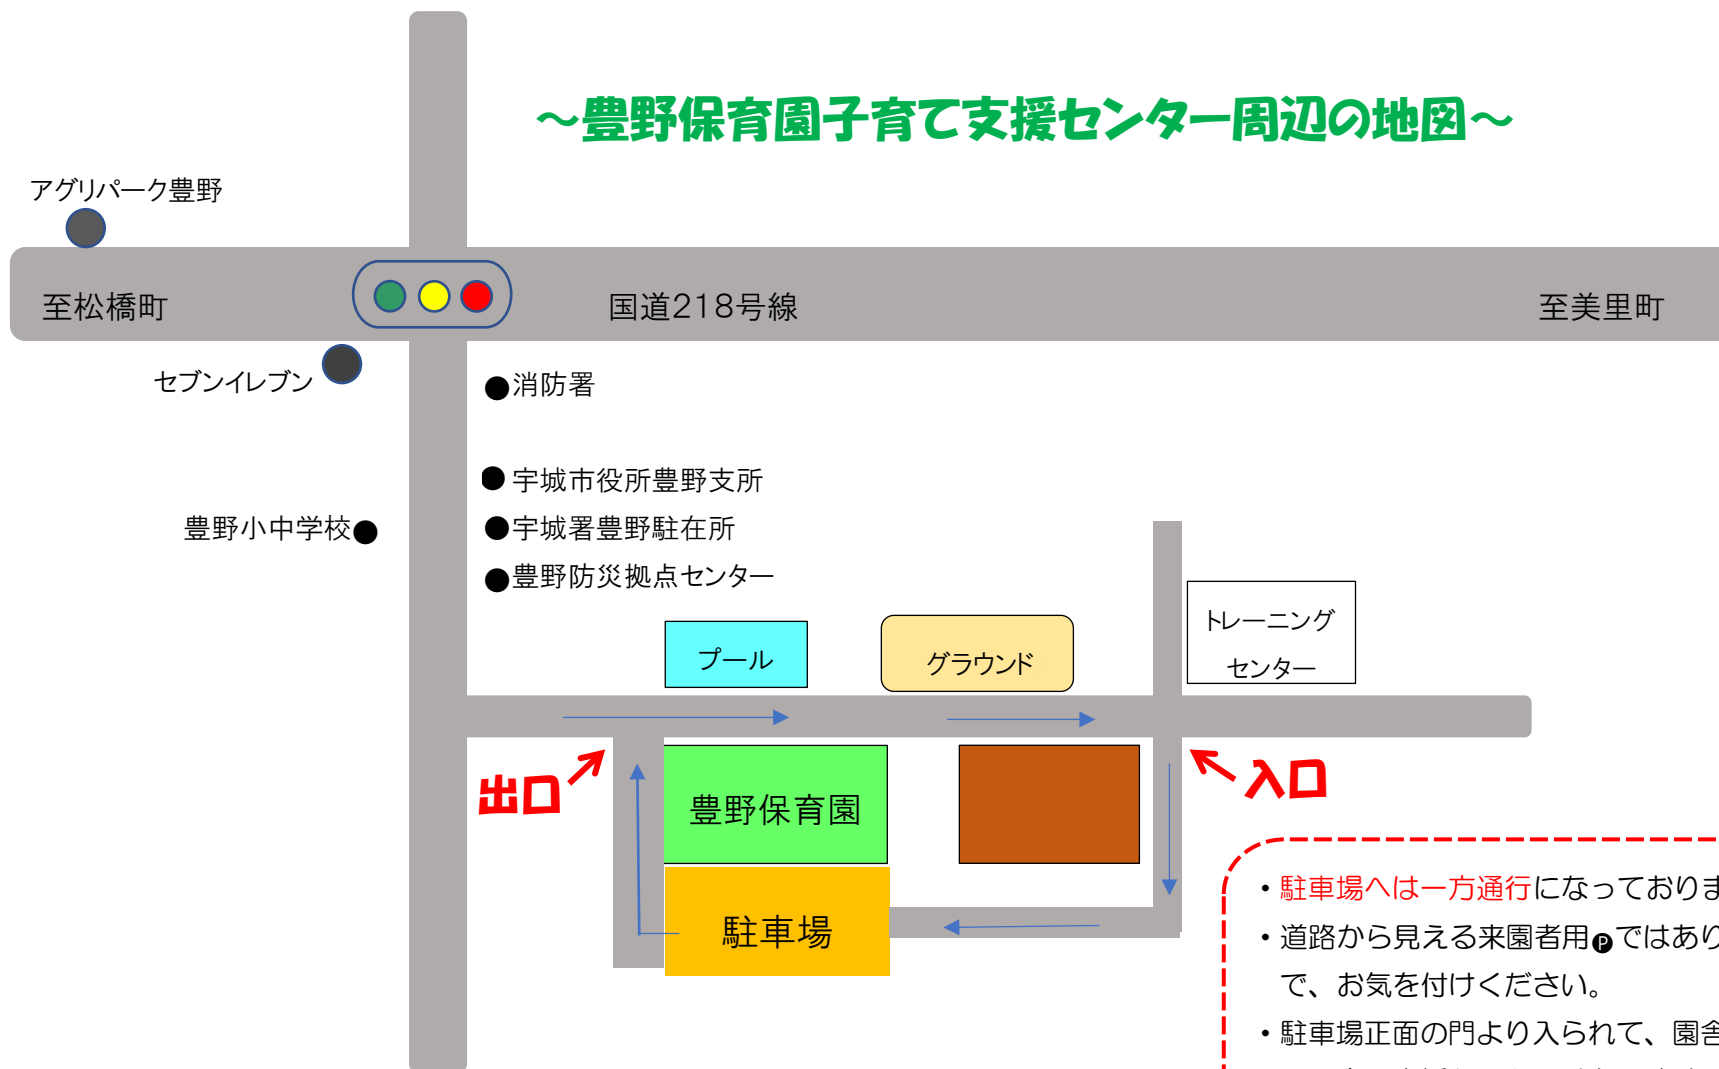 ～豊野保育園子育て支援センター周辺の地図～
アグリパーク豊野
至松橋町
国道218号線
至美里町
セブンイレブン
●消防署
●宇城市役所豊野支所
豊野小中学校●
●宇城署豊野駐在所
●豊野防災拠点センター
プール
グラウンド
トレーニング
センター
出口
入口
豊野保育園
駐車場
・駐車場へは一方通行になっており
・道路から見える来園者用🅟ではあり
で、お気を付けください。
・駐車場正面の門より入られて、園舎